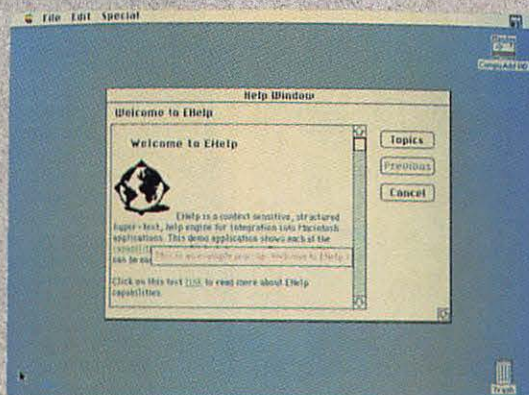 File Edit Special
Help Window
Welcome to EHelp
Welcome to EHelp
EHelp is a context sensitive, structured
hyper-text, help engine for integration into Macintosh
applications. This demo application shows each of the
can be
Click on this text link to read more about EHelp
capabilities.
Topics
Previous
Cancel
Trash